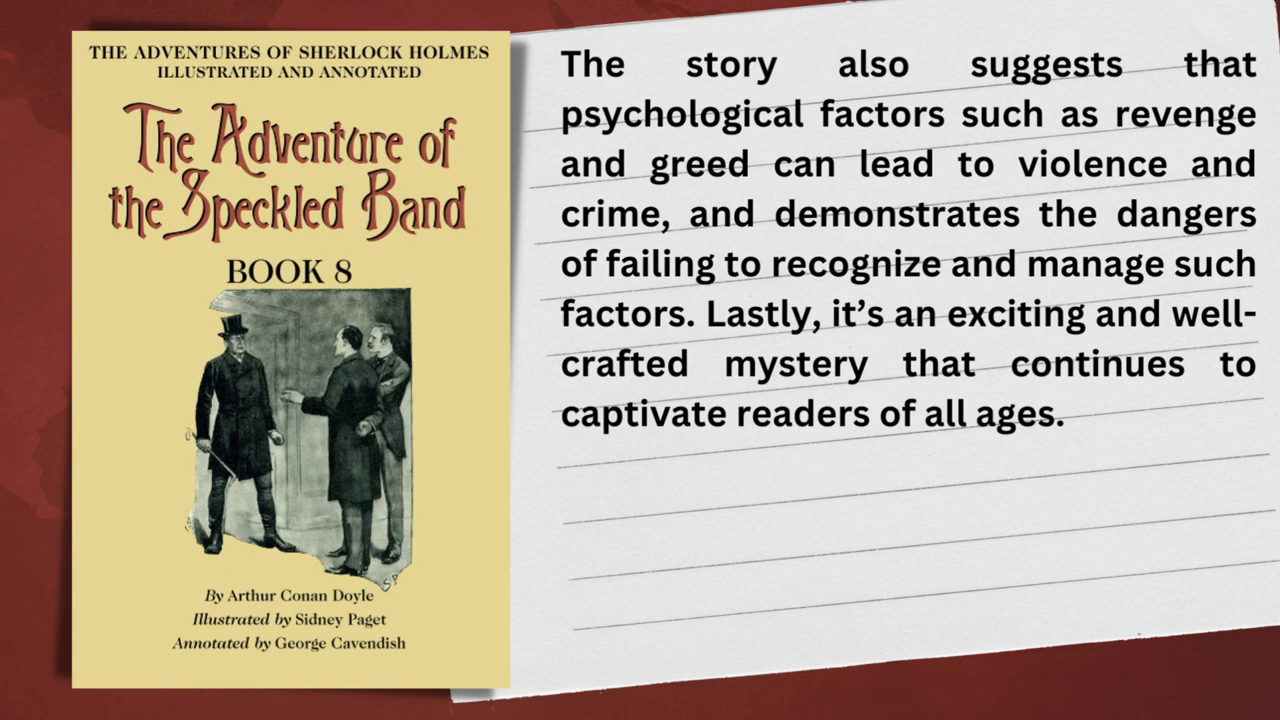 THE ADVENTURES OF SHERLOCK HOLMES
ILLUSTRATED AND ANNOTATED
The Adventure of
the Speckled Band
BOOK 8
SP
By Arthur Conan Doyle
Illustrated by Sidney Paget
Annotated by George Cavendish
The story also suggests that
psychological factors such as revenge
and greed can lead to violence and
crime, and demonstrates the dangers
of failing to recognize and manage such
factors. Lastly, it’s an exciting and well-
crafted mystery that continues to
captivate readers of all ages.